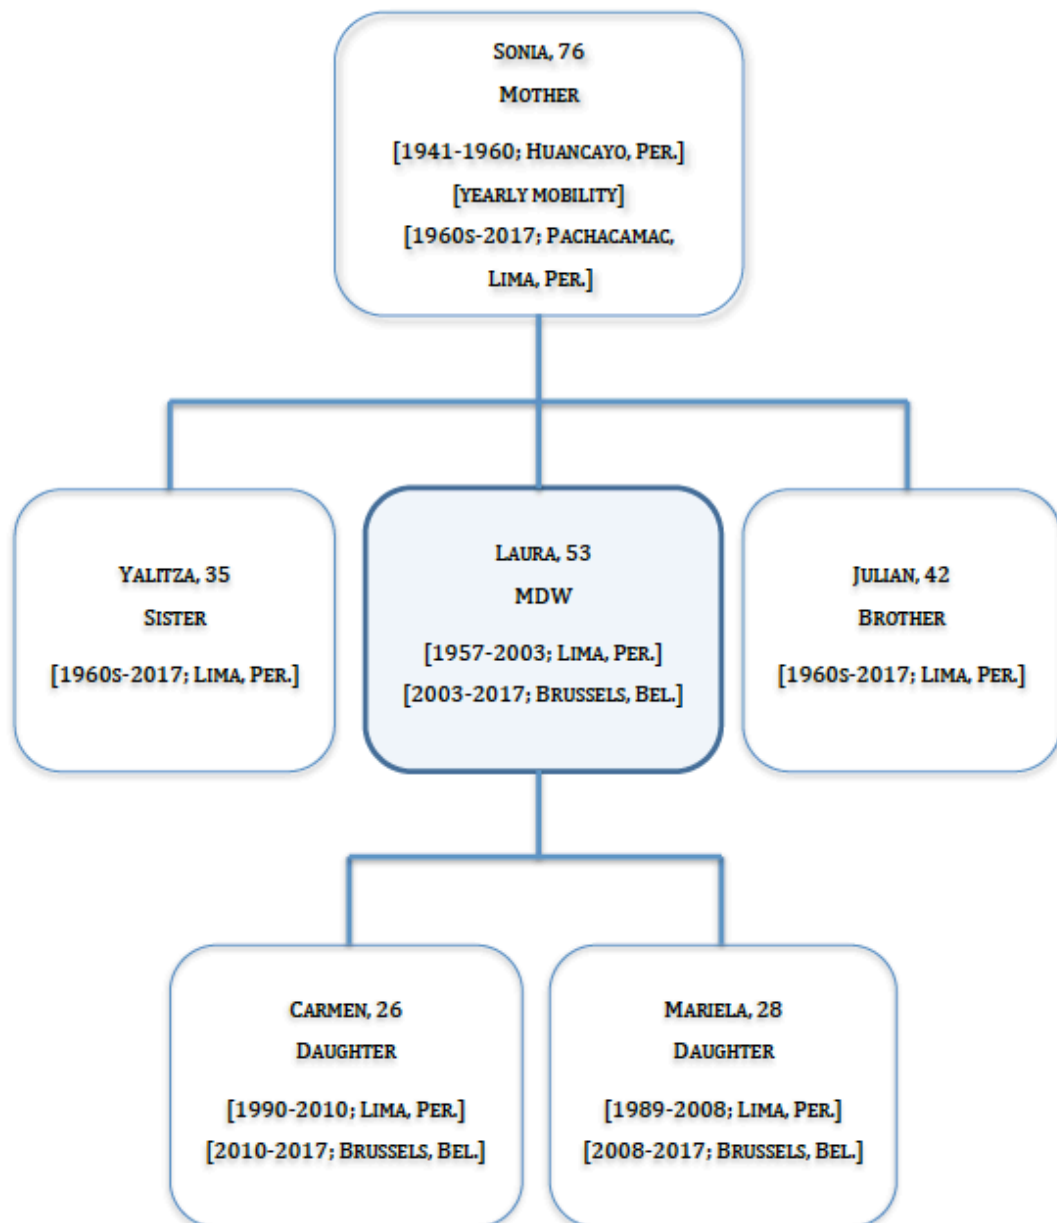 SONIA, 76
MOTHER
[1941-1960; HUANCAYO, PER.]
[YEARLY MOBILITY]
[1960S-2017; PACHACAMAC,
LIMA, PER.]
YALITZA, 35
SISTER
[1960S-2017; LIMA, PER.]
LAURA, 53
MDW
[1957-2003; LIMA, PER.]
[2003-2017; BRUSSELS, BEL.]
JULIAN, 42
BROTHER
[1960S-2017; LIMA, PER.]
CARMEN, 26
DAUGHTER
[1990-2010; LIMA, PER.]
[2010-2017; BRUSSELS, BEL.]
MARIELA, 28
DAUGHTER
[1989-2008; LIMA, PER.]
[2008-2017; BRUSSELS, BEL.]